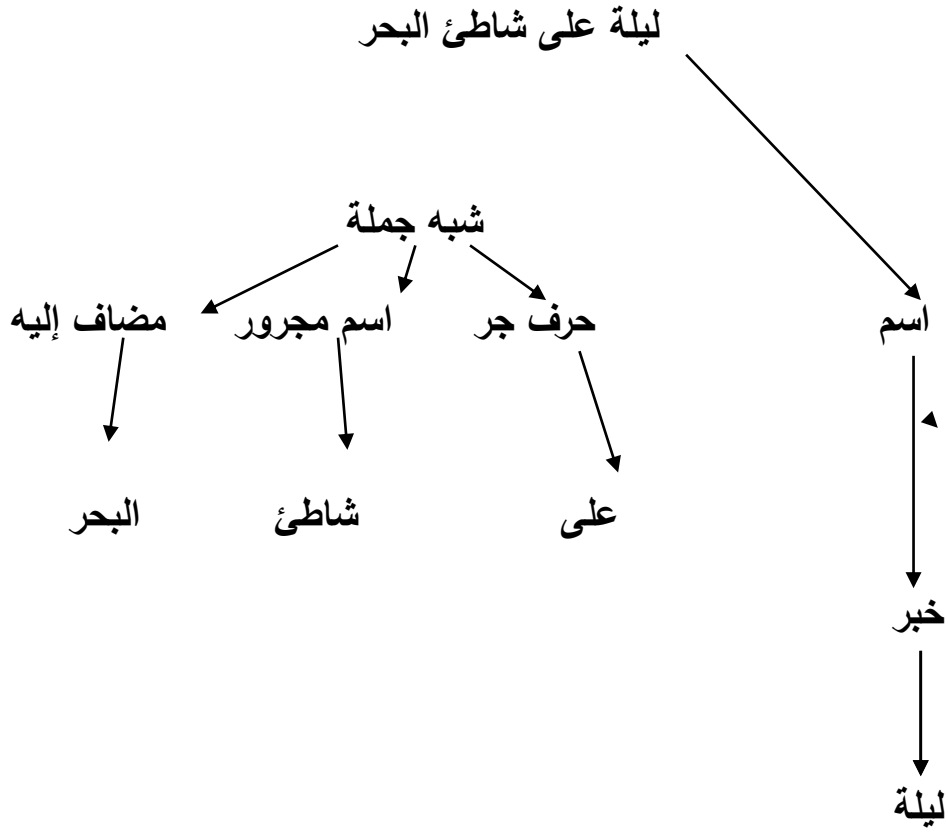 ليلة على شاطئ البحر
شبه جملة
اسم حرف جر اسم مجرور مضاف إليه
على شاطئ البحر
خبر
ليلة